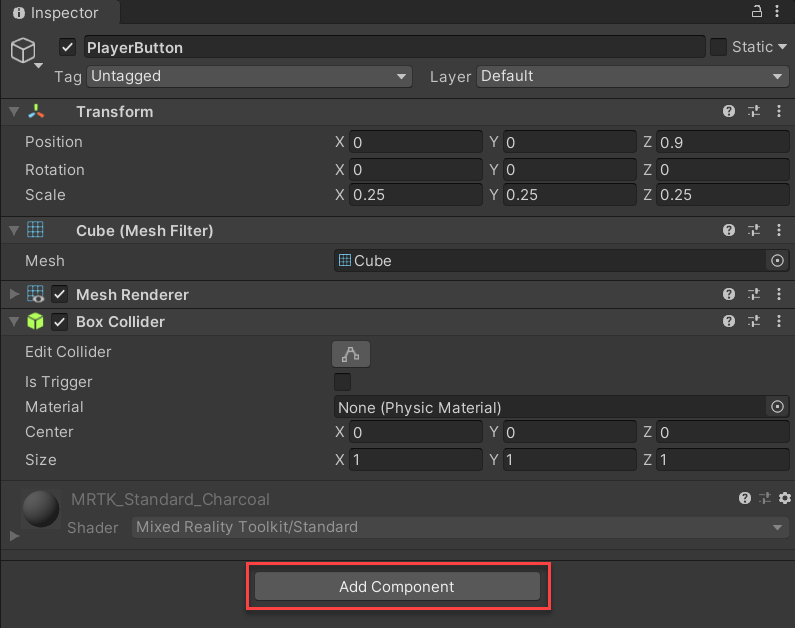 Inspector
PlayerButton Static
Tag Untagged Layer Default
Transform
Position X 0 Y 0 Z 0.9
Rotation X 0 Y 0 Z 0
Scale X 0.25 Y 0.25 Z 0.25
Cube (Mesh Filter)
Mesh Cube
Mesh Renderer
Box Collider
Edit Collider
Is Trigger
Material None (Physic Material)
Center X 0 Y 0 Z 0
Size X 1 Y 1 Z 1
MRTK_Standard_Charcoal
Shader Mixed Reality Toolkit/Standard
Add Component